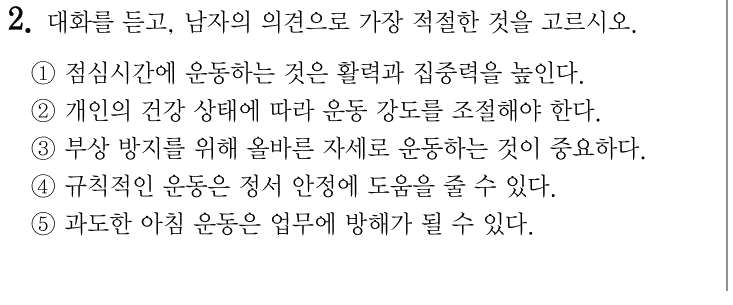 2. 대화를 듣고, 남자의 의견으로 가장 적절한 것을 고르시오.
① 점심시간에 운동하는 것은 활력과 집중력을 높인다.
② 개인의 건강 상태에 따라 운동 강도를 조절해야 한다.
③ 부상 방지를 위해 올바른 자세로 운동하는 것이 중요하다.
④ 규칙적인 운동은 정서 안정에 도움을 줄 수 있다.
⑤ 과도한 아침 운동은 업무에 방해가 될 수 있다.